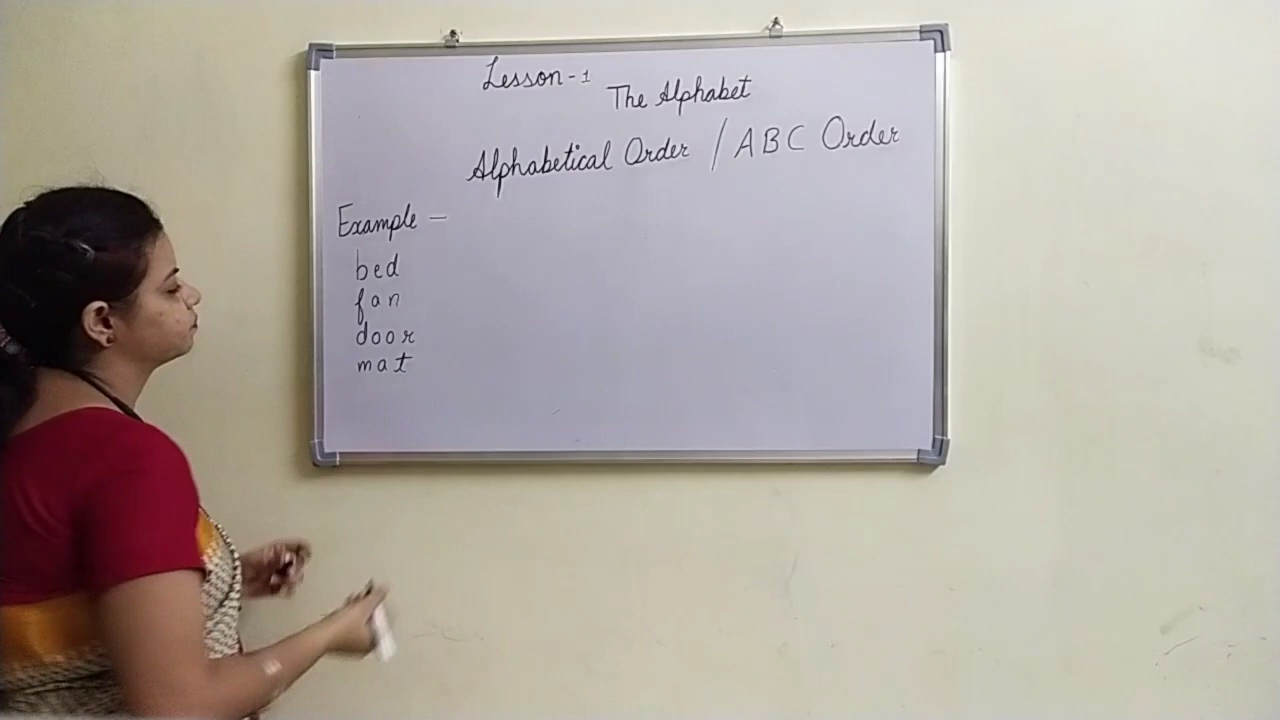 Lesson - 1
The Alphabet
Alphabetical Order / ABC Order
Example -
bed
fan
door
mat